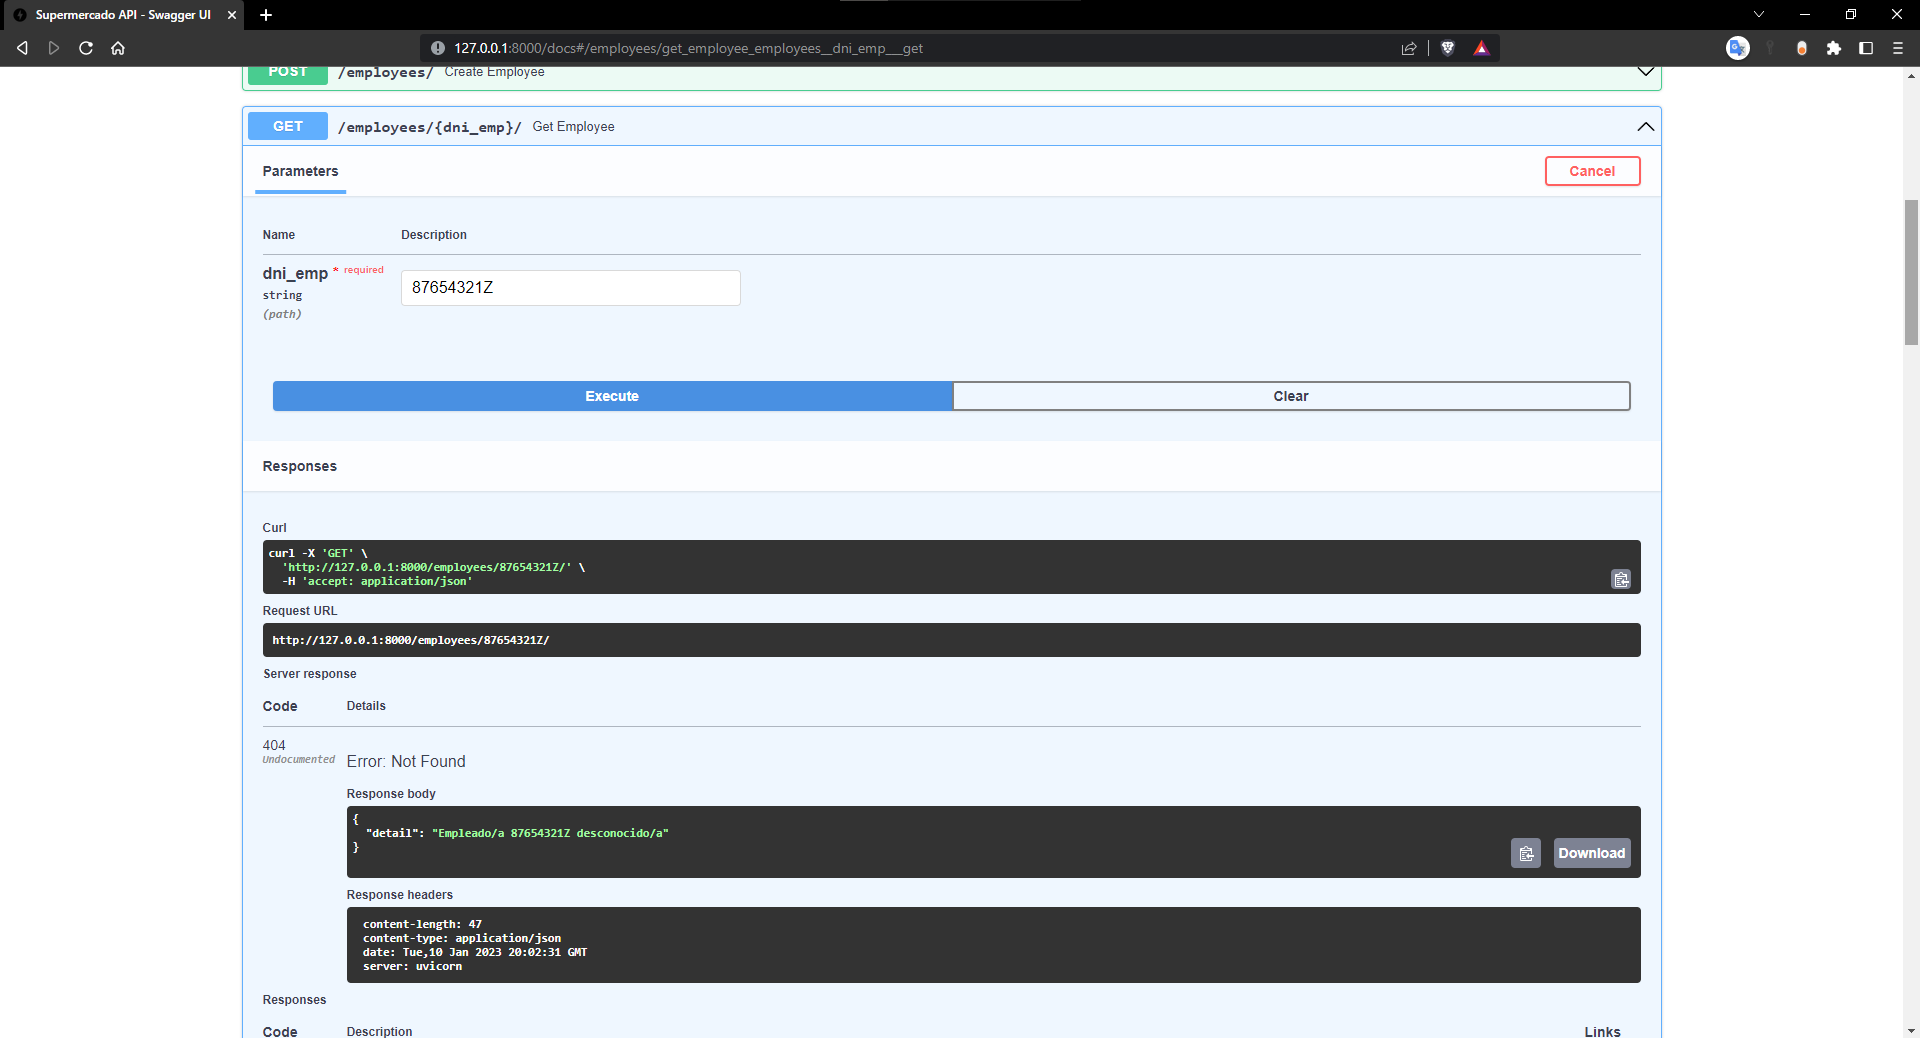 Supermercado API - Swagger UI
127.0.0.1:8000/docs#/employees/get_employee_employees__dni_emp___get
POST /employees/ Create Employee
GET /employees/{dni_emp}/ Get Employee
Parameters
Cancel
Name Description
dni_emp * required
string
(path)
87654321Z
Execute
Clear
Responses
Curl
curl -X 'GET' \
'http://127.0.0.1:8000/employees/87654321Z/' \
-H 'accept: application/json'
Request URL
http://127.0.0.1:8000/employees/87654321Z/
Server response
Code Details
404
Undocumented
Error: Not Found
Response body
{
"detail": "Empleado/a 87654321Z desconocido/a"
}
Download
Response headers
content-length: 47
content-type: application/json
date: Tue,10 Jan 2023 20:02:31 GMT
server: uvicorn
Responses
Code Description Links